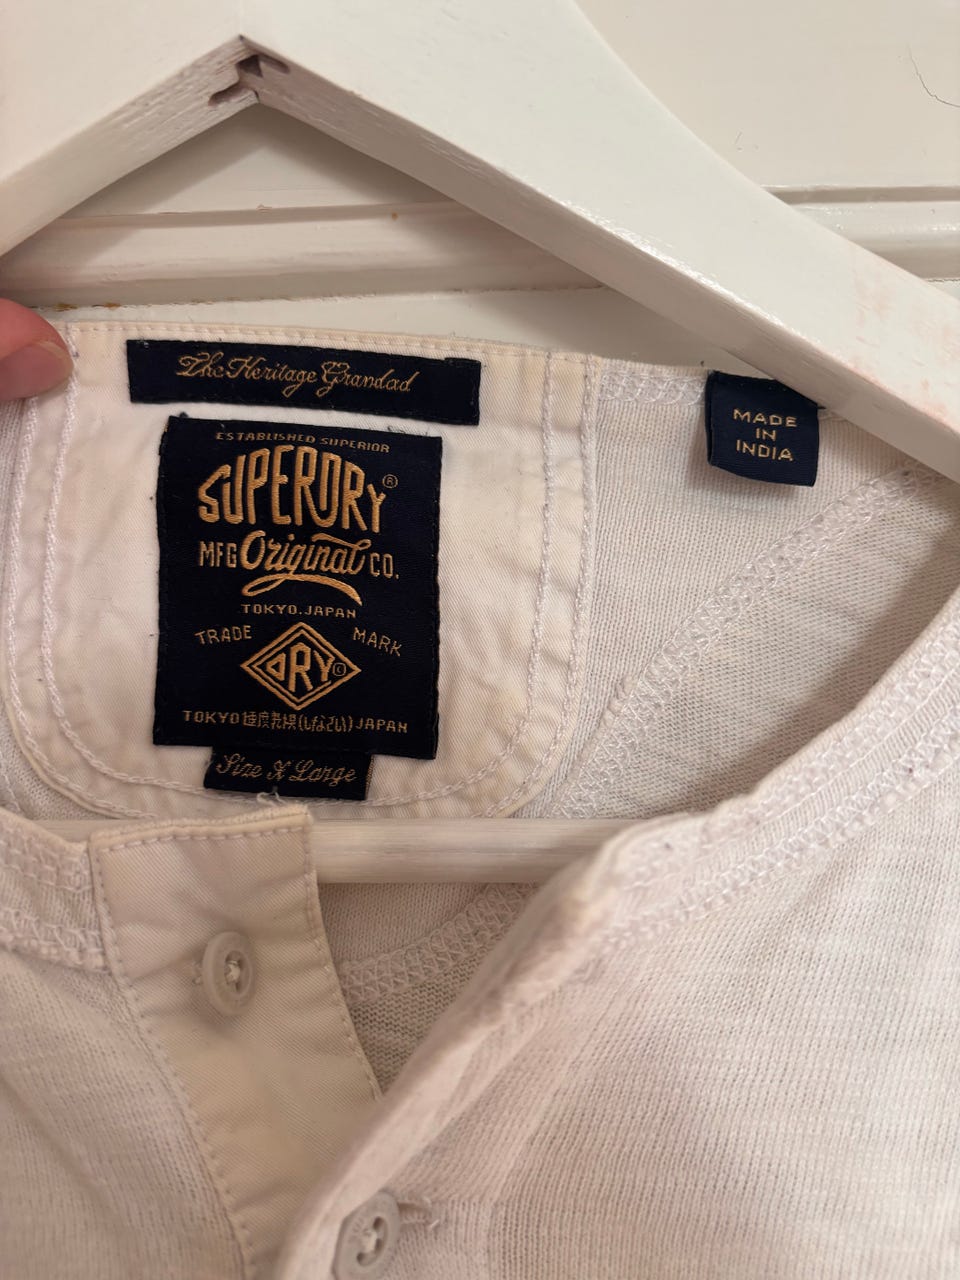 The Heritage Grandad
ESTABLISHED SUPERIOR
SUPERDRY®
MFG Original CO.
TOKYO.JAPAN
TRADE MARK
DRY©
TOKYO 極度乾燥(しなさい) JAPAN
Size X Large
MADE
IN
INDIA